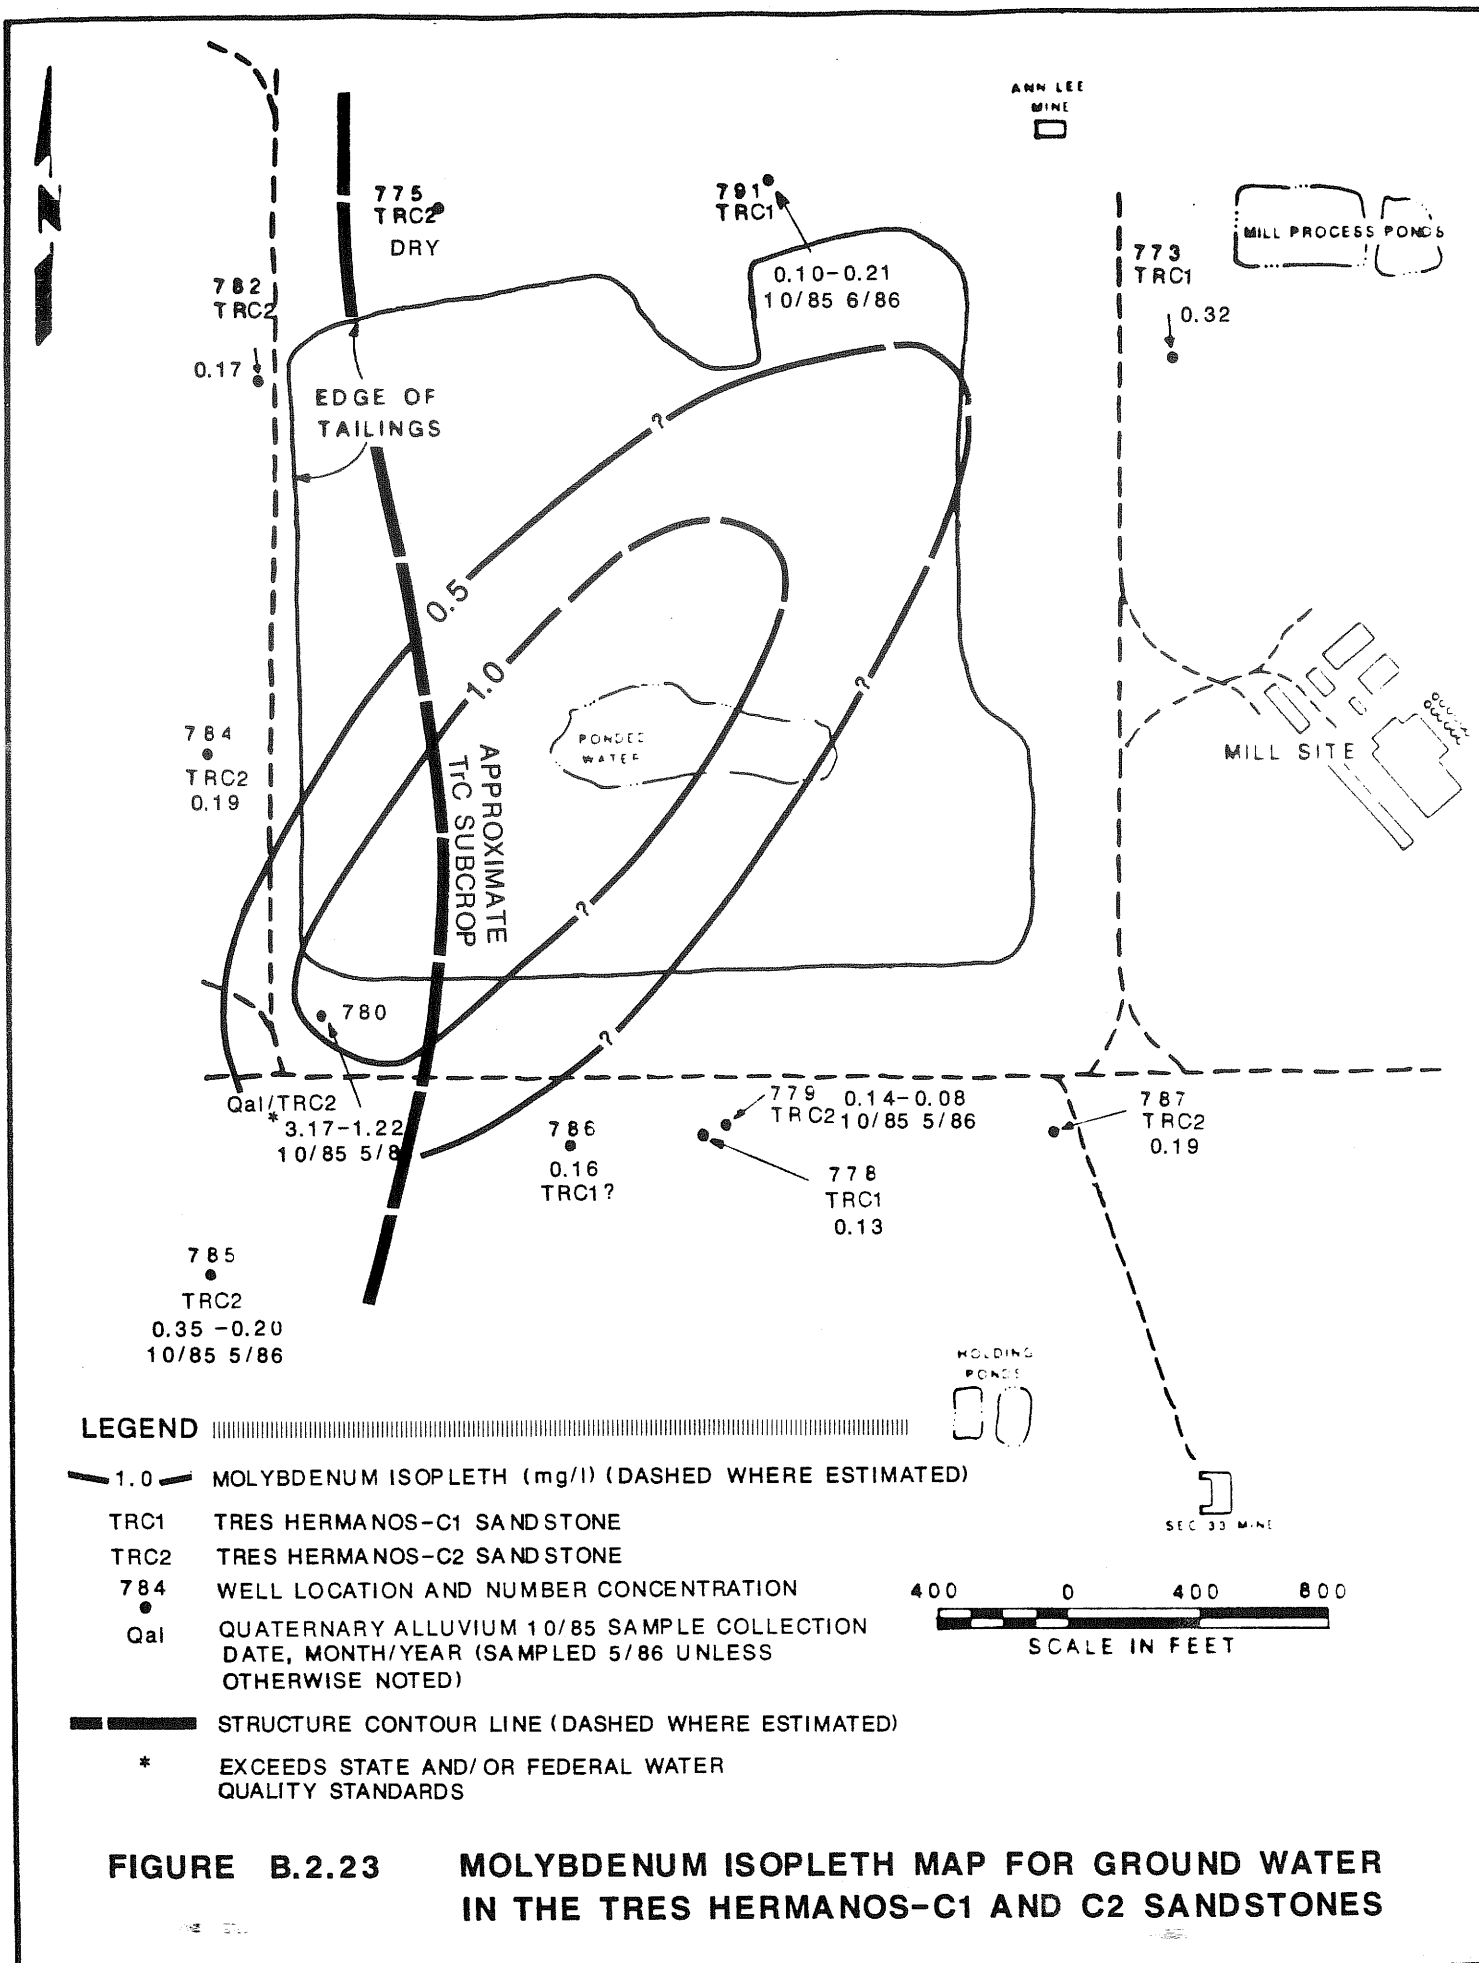 ANN LEE
MINE
N
775
TRC2
DRY
791
TRC1
0.10-0.21
10/85 6/86
MILL PROCESS PONDS
773
TRC1
0.32
782
TRC2
0.17
EDGE OF
TAILINGS
0.5
1.0
?
?
?
?
PONDED
WATER
APPROXIMATE
TrC SUBCROP
784
TRC2
0.19
MILL SITE
780
Qal/TRC2
* 3.17-1.22
10/85 5/8
786
0.16
TRC1?
779
TRC2
0.14-0.08
10/85 5/86
778
TRC1
0.13
787
TRC2
0.19
785
TRC2
0.35 -0.20
10/85 5/86
HOLDING
PONDS
SEC 33 MINE
LEGEND
1.0 MOLYBDENUM ISOPLETH (mg/l) (DASHED WHERE ESTIMATED)
TRC1 TRES HERMANOS-C1 SANDSTONE
TRC2 TRES HERMANOS-C2 SANDSTONE
784 WELL LOCATION AND NUMBER CONCENTRATION
Qal QUATERNARY ALLUVIUM 10/85 SAMPLE COLLECTION
DATE, MONTH/YEAR (SAMPLED 5/86 UNLESS
OTHERWISE NOTED)
STRUCTURE CONTOUR LINE (DASHED WHERE ESTIMATED)
* EXCEEDS STATE AND/OR FEDERAL WATER
QUALITY STANDARDS
400 0 400 800
SCALE IN FEET
FIGURE B.2.23 MOLYBDENUM ISOPLETH MAP FOR GROUND WATER
IN THE TRES HERMANOS-C1 AND C2 SANDSTONES